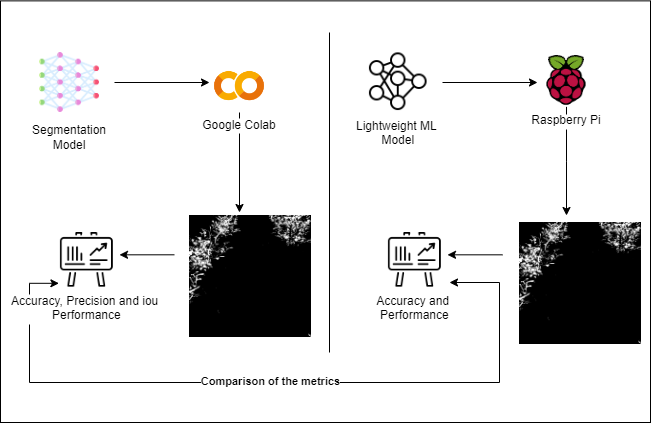 Segmentation
Model
Google Colab
Lightweight ML
Model
Raspberry Pi
Accuracy, Precision and iou
Performance
Accuracy and
Performance
Comparison of the metrics